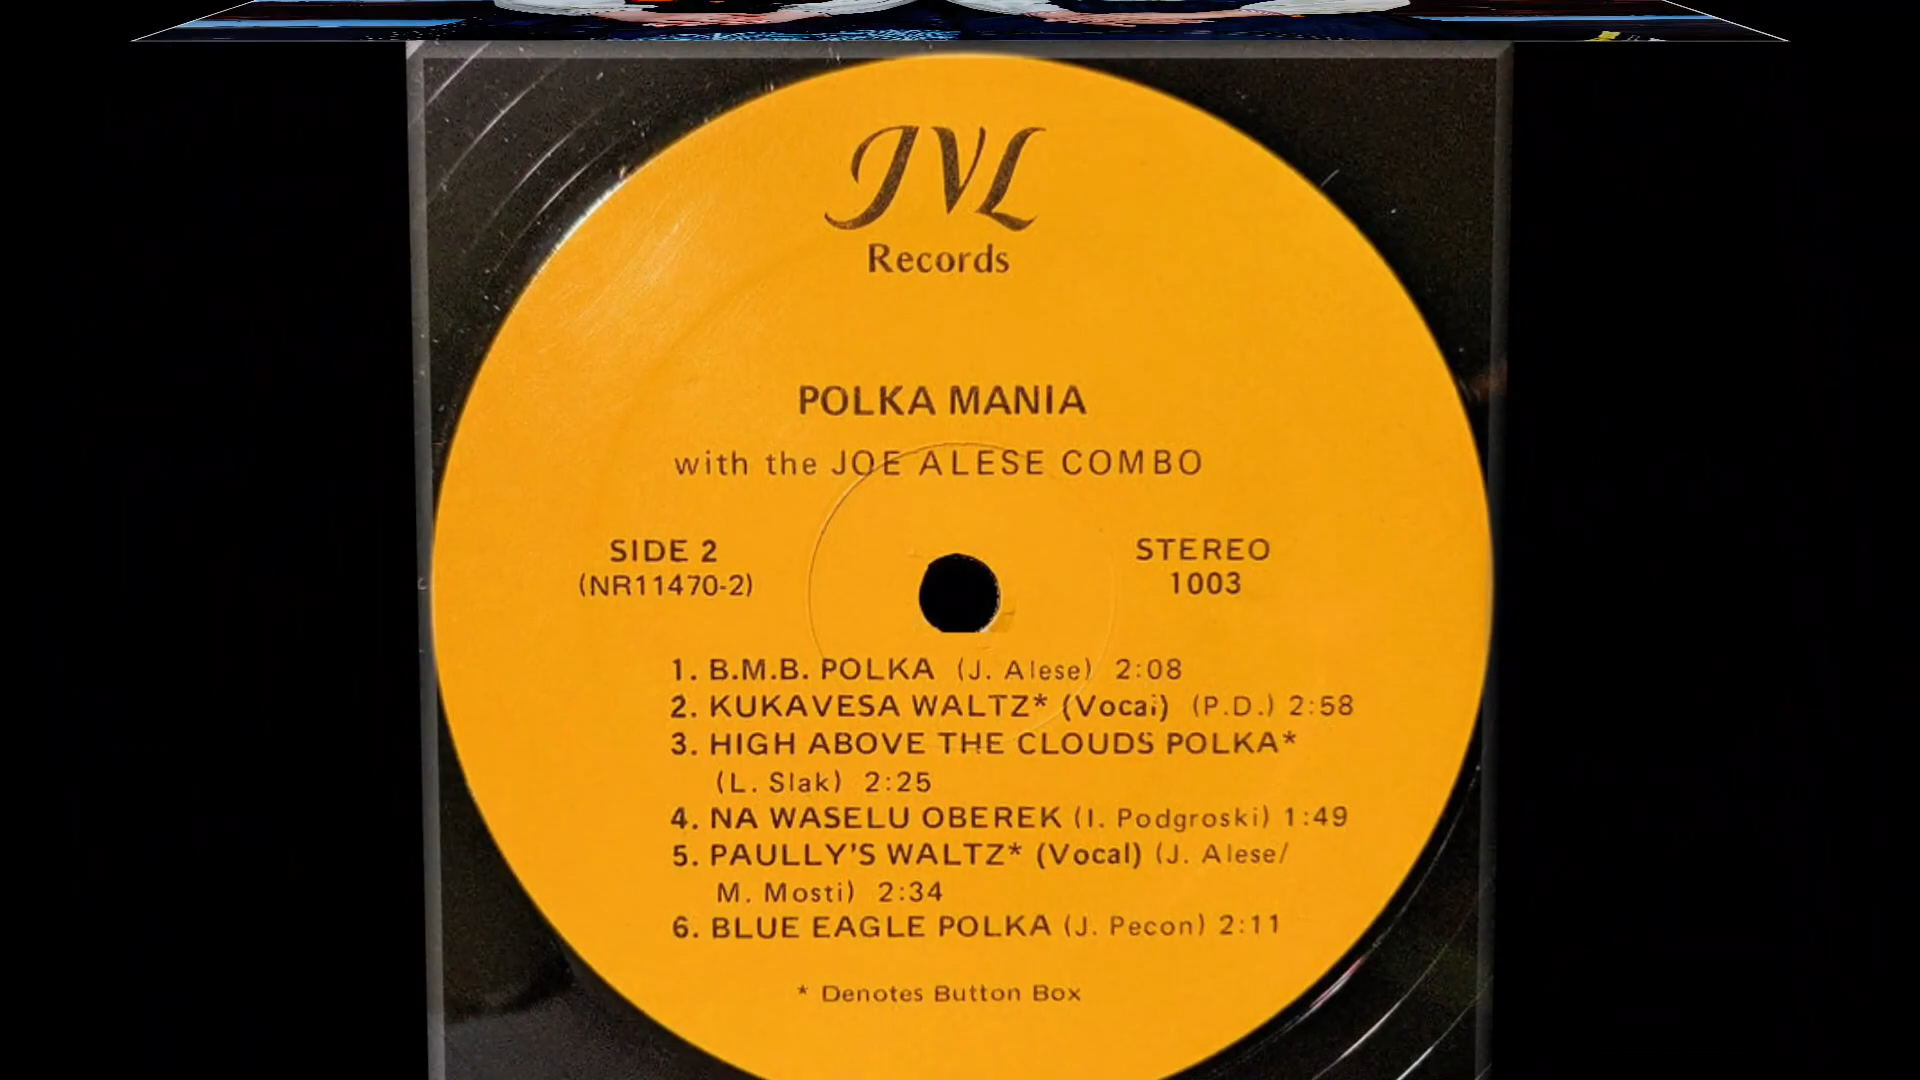 JVL
Records
POLKA MANIA
with the JOE ALESE COMBO
SIDE 2
(NR11470-2)
STEREO
1003
1. B.M.B. POLKA (J. Alese) 2:08
2. KUKAVESA WALTZ* (Vocal) (P.D.) 2:58
3. HIGH ABOVE THE CLOUDS POLKA*
(L. Slak) 2:25
4. NA WASELU OBEREK (I. Podgroski) 1:49
5. PAULLY'S WALTZ* (Vocal) (J. Alese/
M. Mosti) 2:34
6. BLUE EAGLE POLKA (J. Pecon) 2:11
* Denotes Button Box